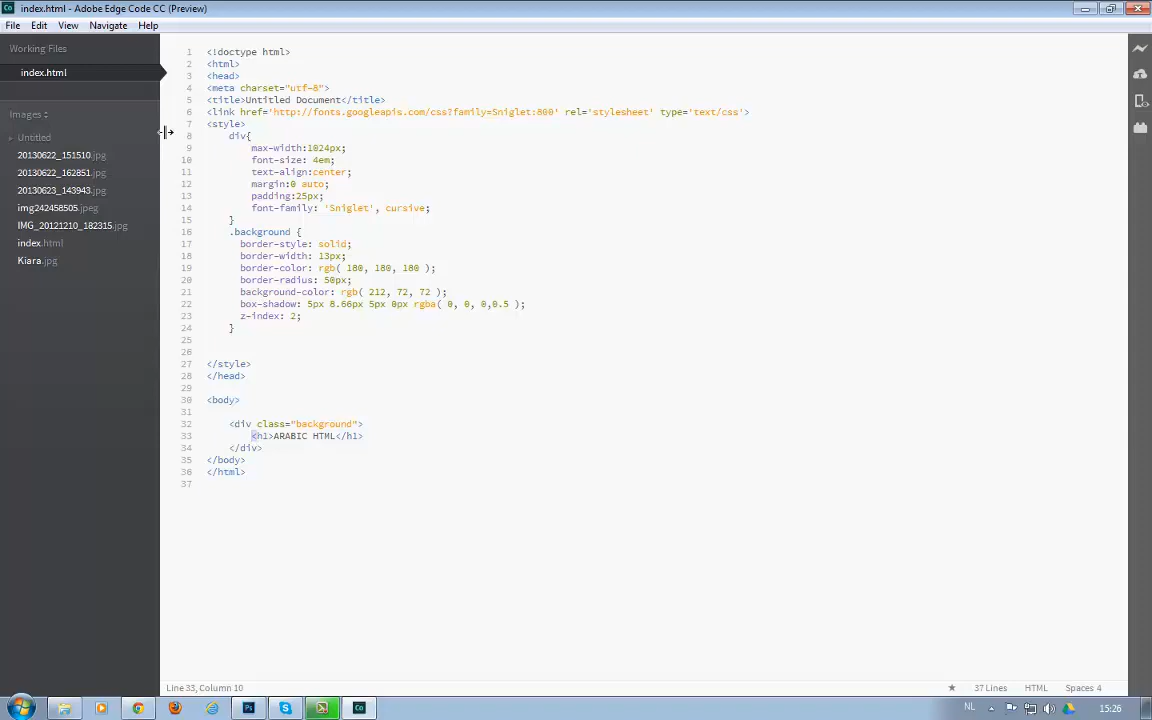 index.html - Adobe Edge Code CC (Preview)
File Edit View Navigate Help
Working Files
index.html
Images
Untitled
20130622_151510.jpg
20130622_162851.jpg
20130623_143943.jpg
img242458505.jpeg
IMG_20121210_182315.jpg
index.html
Kiara.jpg
1 <!doctype html>
2 <html>
3 <head>
4 <meta charset="utf-8">
5 <title>Untitled Document</title>
6 <link href='http://fonts.googleapis.com/css?family=Sniglet:800' rel='stylesheet' type='text/css'>
7 <style>
8 div{
9 max-width:1024px;
10 font-size: 4em;
11 text-align:center;
12 margin:0 auto;
13 padding:25px;
14 font-family: 'Sniglet', cursive;
15 }
16 .background {
17 border-style: solid;
18 border-width: 13px;
19 border-color: rgb( 180, 180, 180 );
20 border-radius: 50px;
21 background-color: rgb( 212, 72, 72 );
22 box-shadow: 5px 8.66px 5px 0px rgba( 0, 0, 0,0.5 );
23 z-index: 2;
24 }
25
26
27 </style>
28 </head>
29
30 <body>
31
32 <div class="background">
33 <h1>ARABIC HTML</h1>
34 </div>
35 </body>
36 </html>
37
Line 33, Column 10
37 Lines HTML Spaces: 4
Ps
Co
NL
15:26